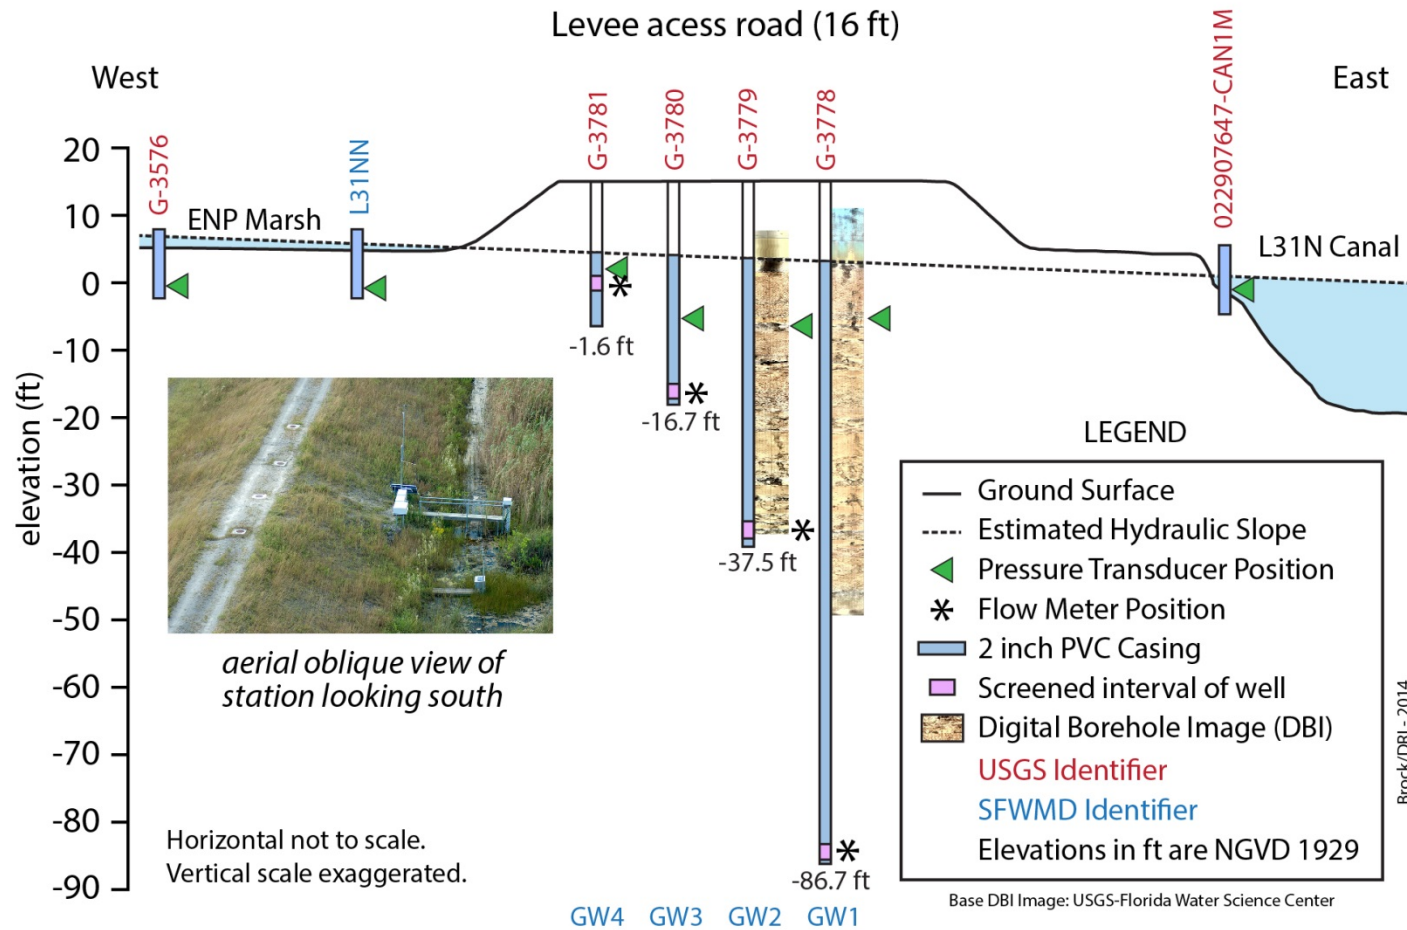 Levee acess road (16 ft)
West
East
G-3576
L31NN
G-3781
G-3780
G-3779
G-3778
022907647-CAN1M
ENP Marsh
L31N Canal
elevation (ft)
20
10
0
-10
-20
-30
-40
-50
-60
-70
-80
-90
-1.6 ft
-16.7 ft
-37.5 ft
-86.7 ft
aerial oblique view of
station looking south
Horizontal not to scale.
Vertical scale exaggerated.
GW4
GW3
GW2
GW1
LEGEND
Ground Surface
Estimated Hydraulic Slope
Pressure Transducer Position
Flow Meter Position
2 inch PVC Casing
Screened interval of well
Digital Borehole Image (DBI)
USGS Identifier
SFWMD Identifier
Elevations in ft are NGVD 1929
Base DBI Image: USGS-Florida Water Science Center
Brock/DBI - 2014